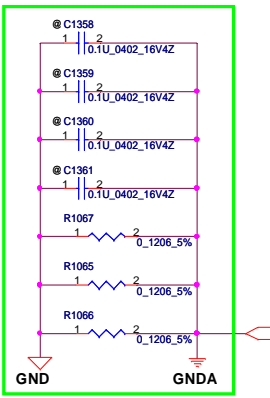 @ C1358
1 2
0.1U_0402_16V4Z
@ C1359
1 2
0.1U_0402_16V4Z
@ C1360
1 2
0.1U_0402_16V4Z
@ C1361
1 2
0.1U_0402_16V4Z
R1067
1 2
0_1206_5%
R1065
1 2
0_1206_5%
R1066
1 2
0_1206_5%
GND GNDA